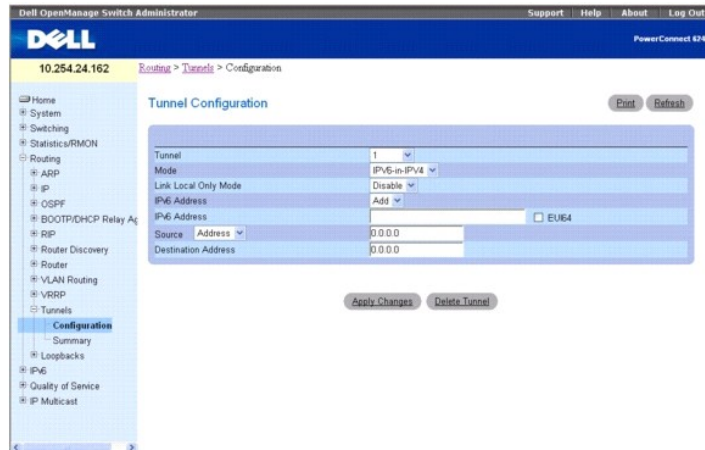 Dell OpenManage Switch Administrator
Support Help About Log Out
DELL
PowerConnect 624
10.254.24.162
Routing > Tunnels > Configuration
Home
System
Switching
Statistics/RMON
Routing
ARP
IP
OSPF
BOOTP/DHCP Relay Ag
RIP
Router Discovery
Router
VLAN Routing
VRRP
Tunnels
Configuration
Summary
Loopbacks
IPv6
Quality of Service
IP Multicast
Tunnel Configuration
Print Refresh
Tunnel 1
Mode IPV6-in-IPV4
Link Local Only Mode Disable
IPv6 Address Add
IPv6 Address EUI64
Source Address 0.0.0.0
Destination Address 0.0.0.0
Apply Changes Delete Tunnel